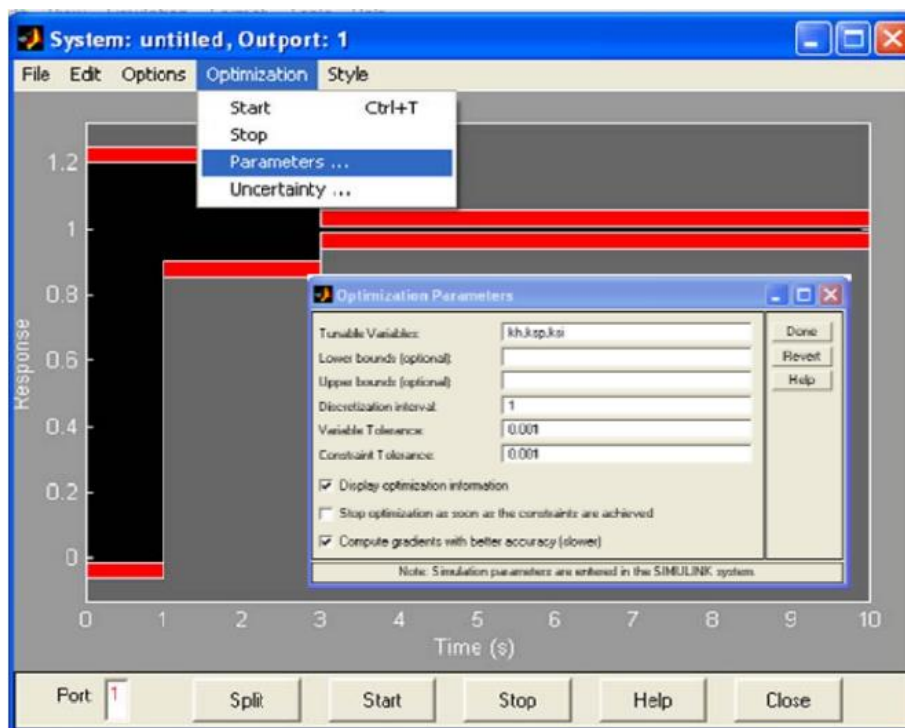 System: untitled, Outport: 1
File Edit Options Optimization Style
Start Ctrl+T
Stop
Parameters ...
Uncertainty ...
1.2
1
0.8
0.6
0.4
0.2
0
Response
Optimization Parameters
Tunable Variables: kh,ksp,ksi Done
Lower bounds (optional): Revert
Upper bounds (optional): Help
Discretization interval: 1
Variable Tolerance: 0.001
Constraint Tolerance: 0.001
Display optimization information
Stop optimization as soon as the constraints are achieved
Compute gradients with better accuracy (slower)
Note: Simulation parameters are entered in the SIMULINK system.
0 1 2 3 4 5 6 7 8 9 10
Time (s)
Port 1 Split Start Stop Help Close